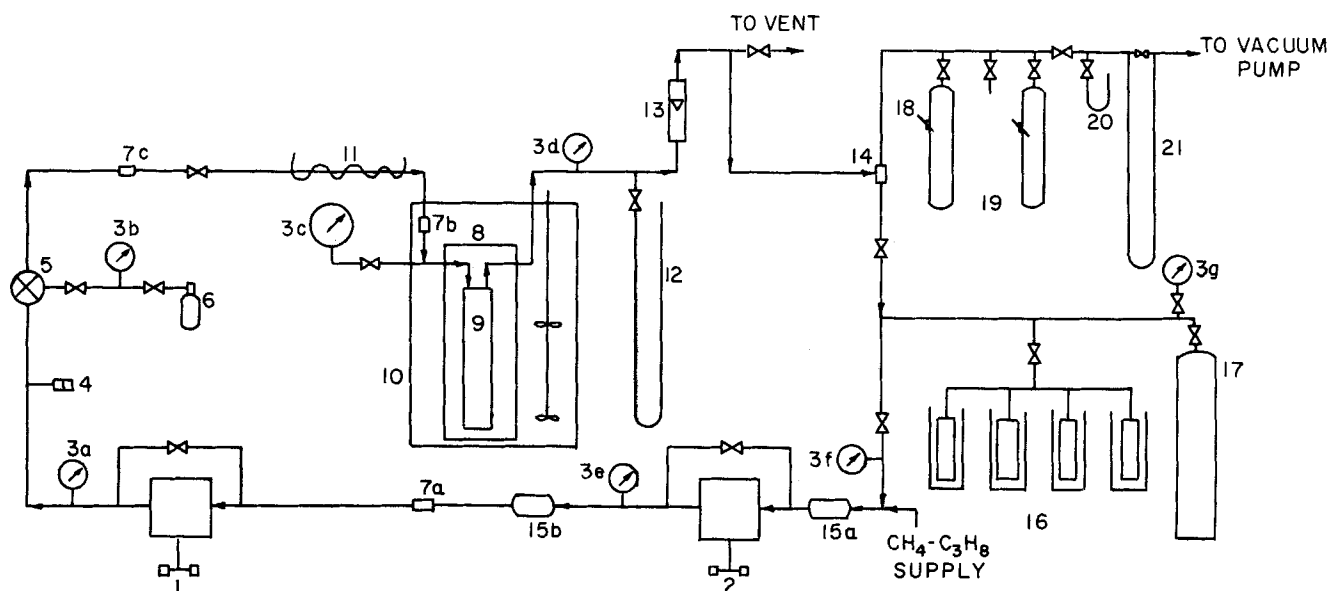 TO VENT
TO VACUUM
PUMP
13
18
20
3d
14
21
7c
11
19
3b
3c
7b
8
3g
5
12
6
9
10
17
4
3a
3e
3f
7a
15b
15a
16
CH₄-C₃H₈
SUPPLY
1
2